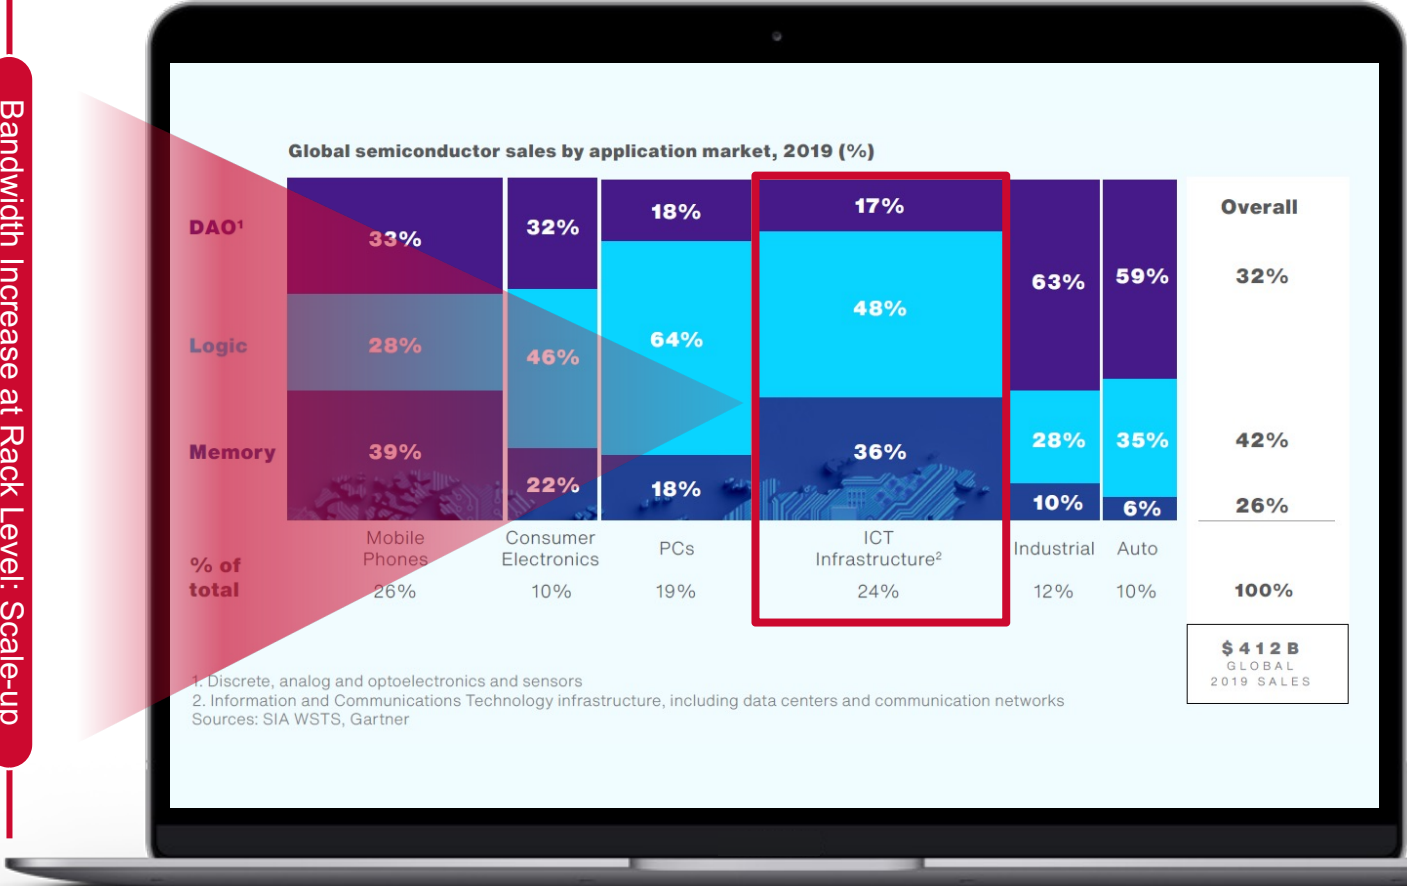 Bandwidth Increase at Rack Level: Scale-up
Global semiconductor sales by application market, 2019 (%)
Overall
DAO¹ 33% 32% 18% 17% 63% 59% 32%
Logic 28% 46% 64% 48% 28% 35% 42%
Memory 39% 22% 18% 36% 10% 6% 26%
Mobile Phones
Consumer Electronics
PCs
ICT Infrastructure²
Industrial
Auto
% of total 26% 10% 19% 24% 12% 10% 100%
$412B
GLOBAL
2019 SALES
1. Discrete, analog and optoelectronics and sensors
2. Information and Communications Technology infrastructure, including data centers and communication networks
Sources: SIA WSTS, Gartner